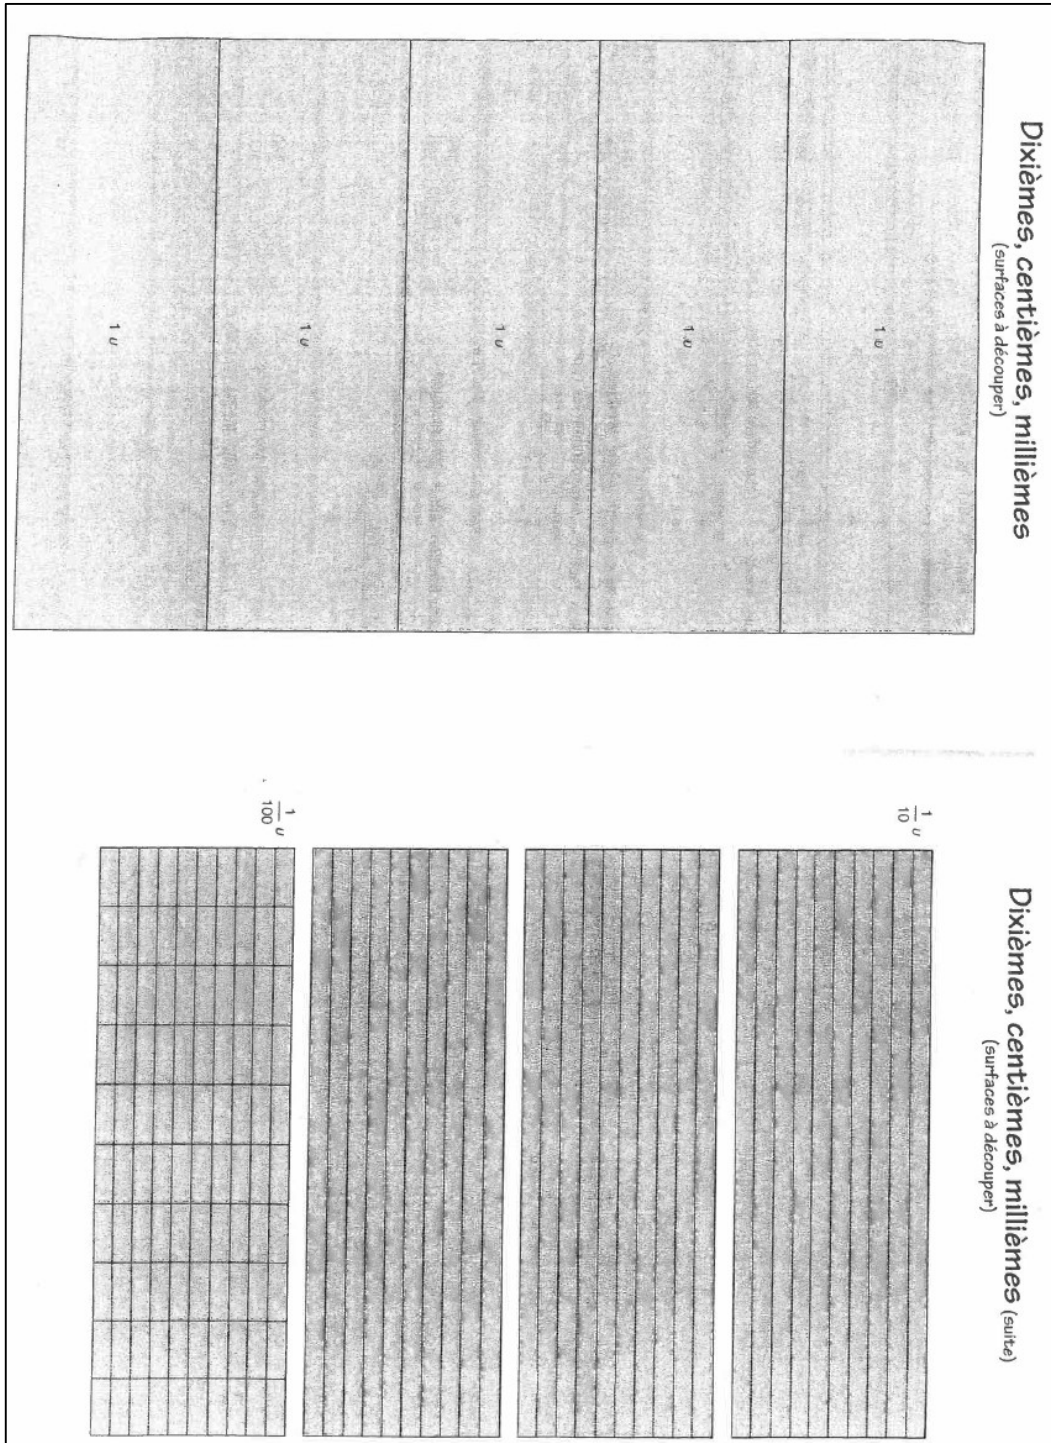 Dixièmes, centièmes, millièmes
(surfaces à découper)
1 u
1 u
1 u
1 u
1 u
Dixièmes, centièmes, millièmes (suite)
(surfaces à découper)
1
10 u
1
100 u